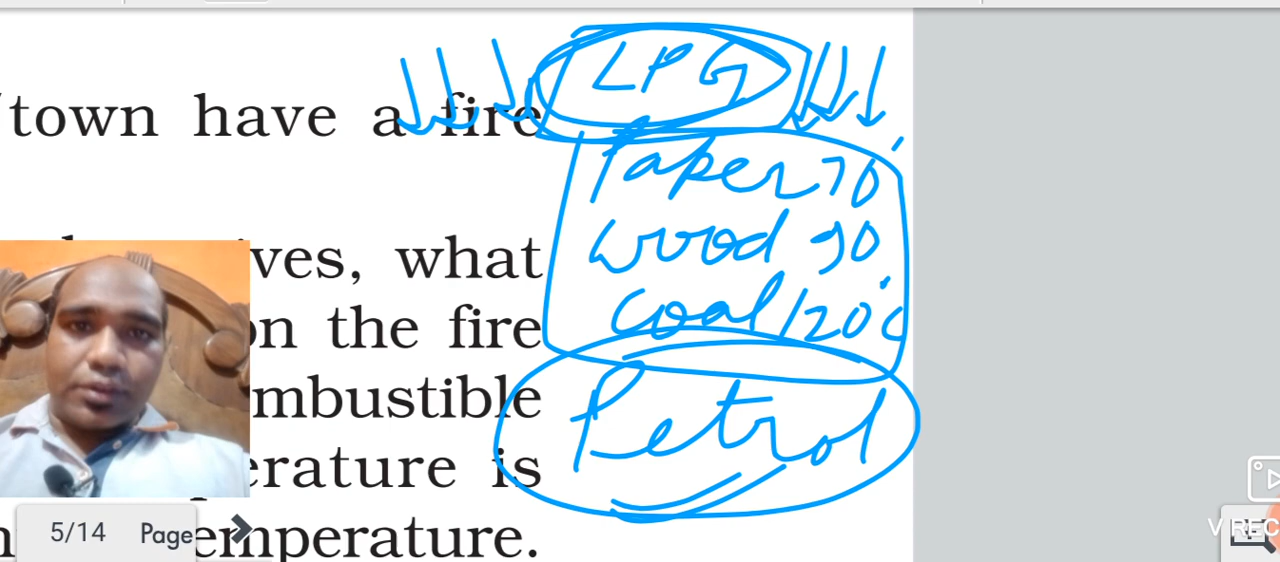 town have a fire
ves, what
on the fire
mbustible
erature is
emperature.
LPG
Paper 70°
wood 90°
coal 120°c
Petrol
5/14 Page
V REC